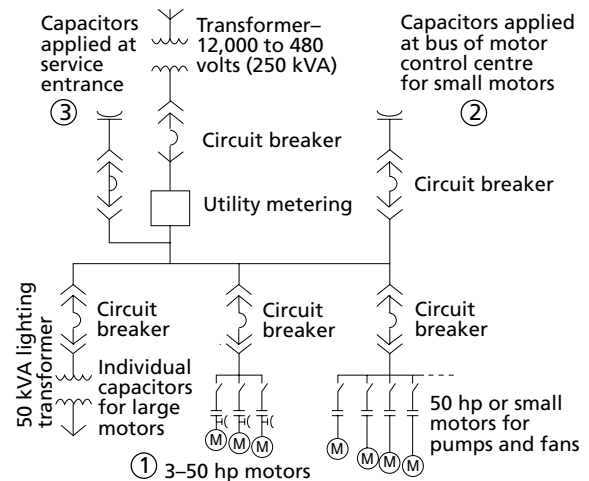 Capacitors
applied at
service
entrance
③
Transformer–
12,000 to 480
volts (250 kVA)
Capacitors applied
at bus of motor
control centre
for small motors
②
Circuit breaker
Circuit breaker
Utility metering
50 kVA lighting
transformer
Circuit
breaker
Circuit
breaker
Circuit
breaker
Individual
capacitors
for large
motors
M M M
① 3–50 hp motors
M M M M
50 hp or small
motors for
pumps and fans